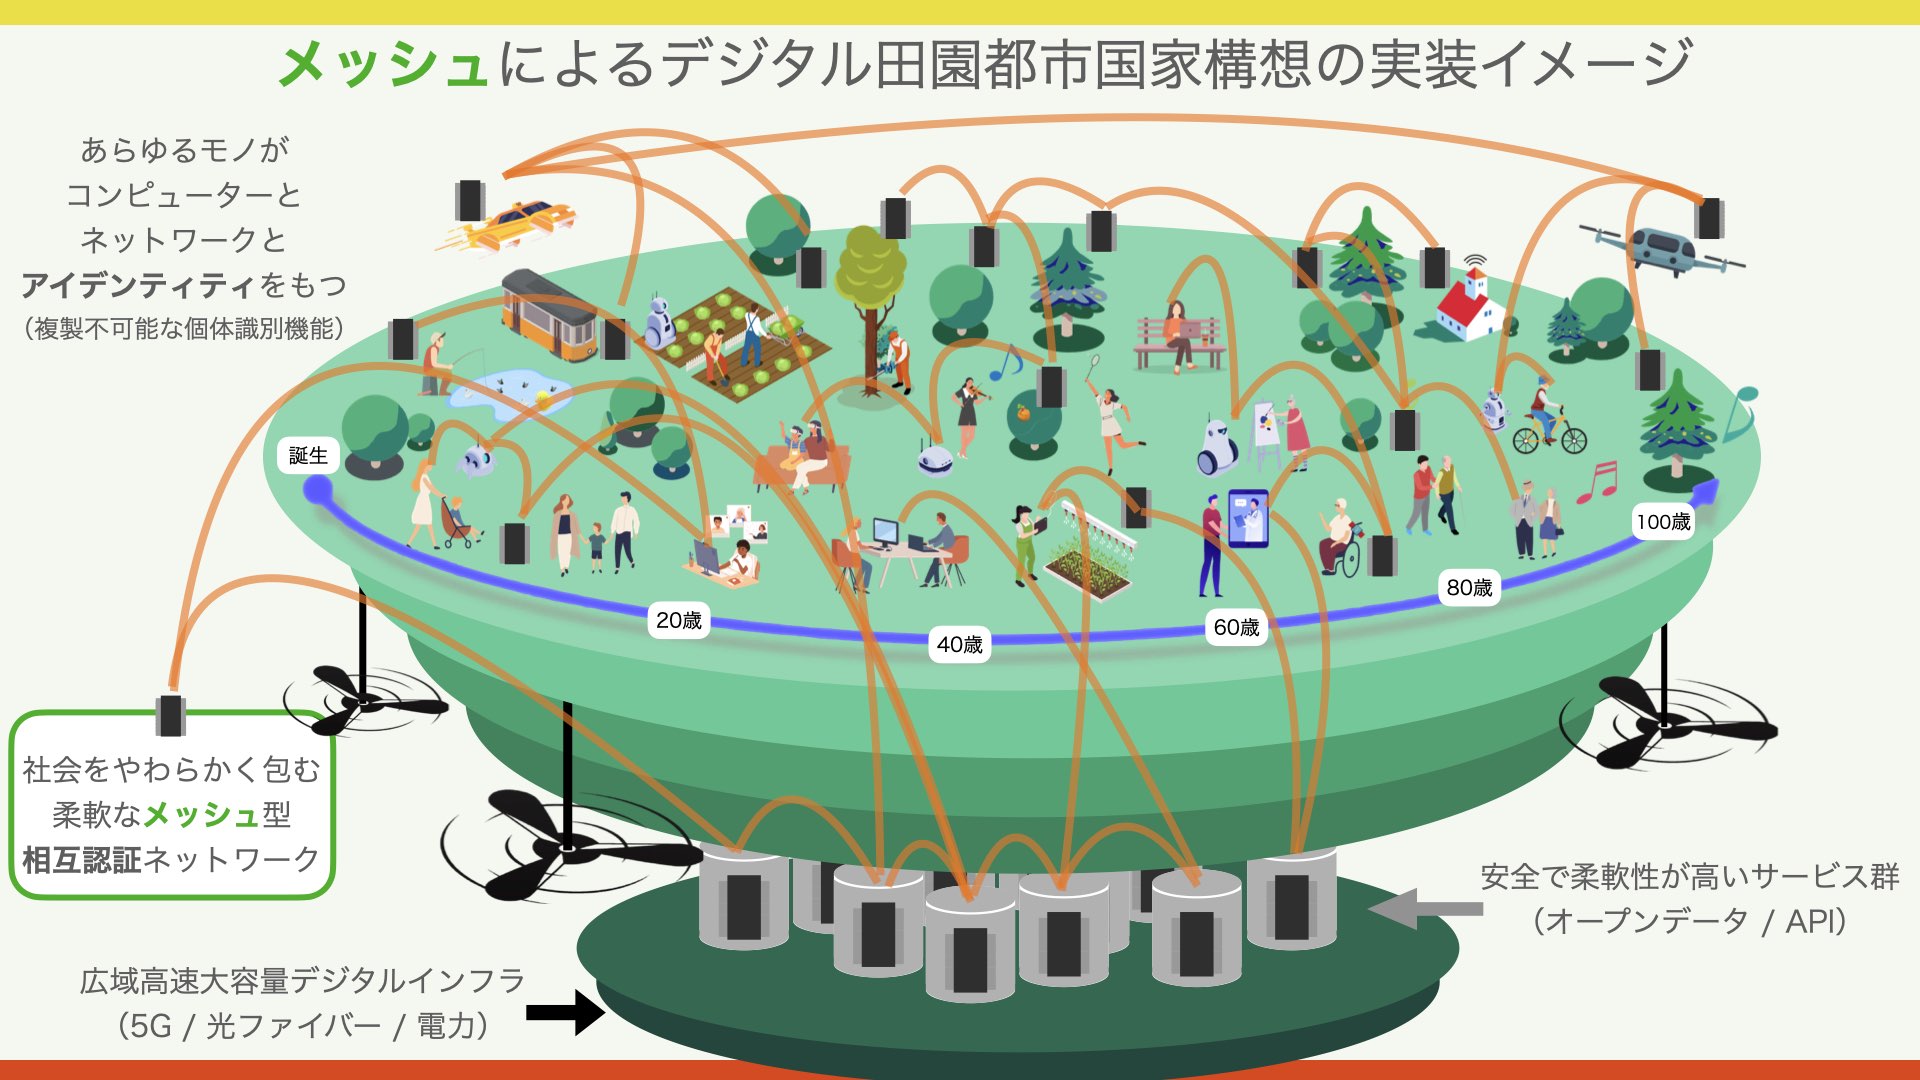 メッシュによるデジタル田園都市国家構想の実装イメージ
あらゆるモノが
コンピューターと
ネットワークと
アイデンティティをもつ
（複製不可能な個体識別機能）
誕生
20歳
40歳
60歳
80歳
100歳
社会をやわらかく包む
柔軟なメッシュ型
相互認証ネットワーク
安全で柔軟性が高いサービス群
（オープンデータ / API）
広域高速大容量デジタルインフラ
（5G / 光ファイバー / 電力）